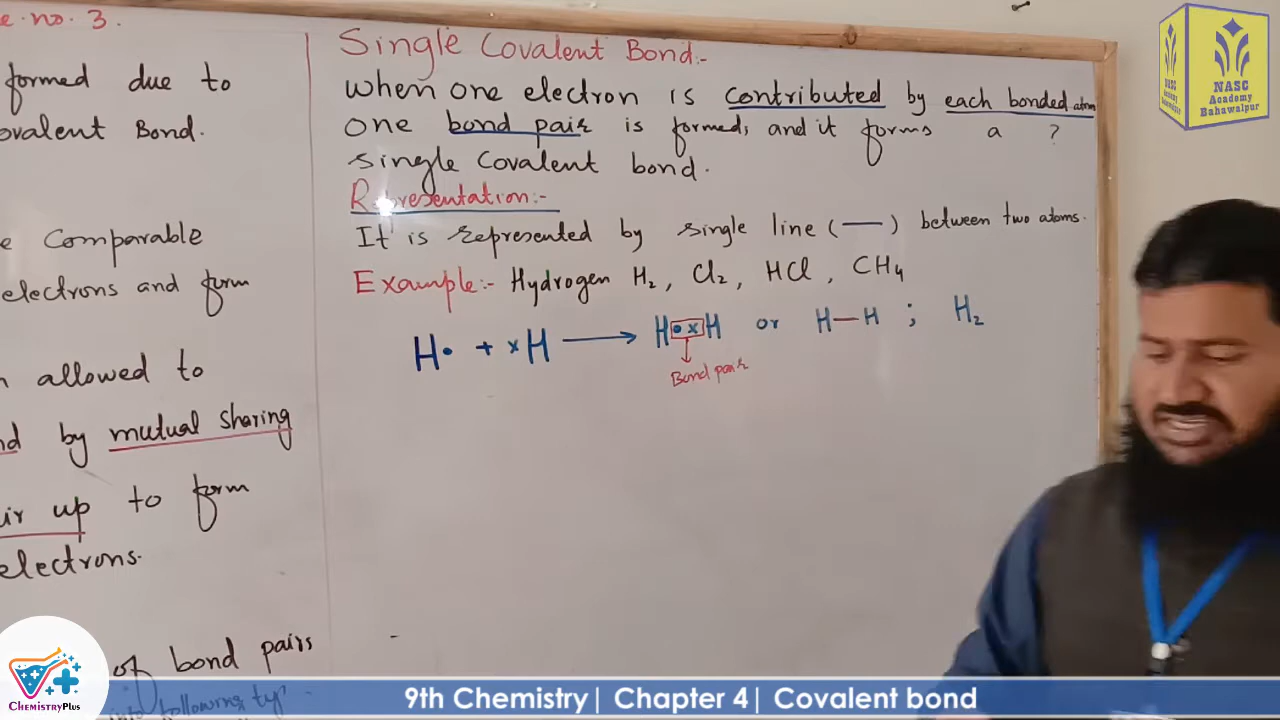 e. no. 3.
formed due to
ovalent Bond.
e Comparable
electrons and form
n allowed to
nd by mutual sharing
ir up to form
electrons.
of bond pairs
into following ty
Single Covalent Bond:-
When one electron is contributed by each bonded atom
one bond pair is formed, and it forms a ?
single Covalent bond.
Representation:-
It is represented by single line (—) between two atoms.
Example:- Hydrogen H₂, Cl₂, HCl, CH₄
H• + ×H ⟶ H•×H or H—H ; H₂
Bond pair
NASC
Academy
Bahawalpur
ChemistryPlus
9th Chemistry| Chapter 4| Covalent bond